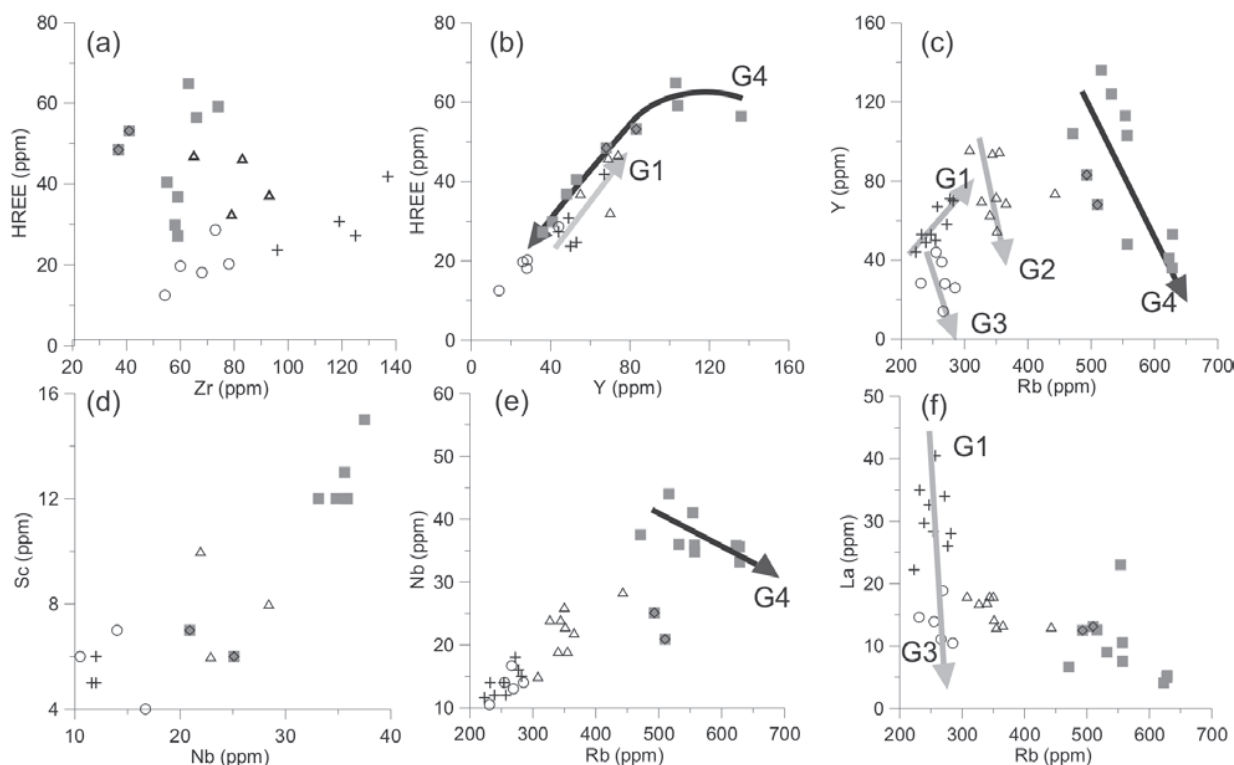 (a)
80
60
40
20
0
HREE (ppm)
20 40 60 80 100 120 140
Zr (ppm)
(b)
G4
G1
80
60
40
20
0
HREE (ppm)
0 40 80 120 160
Y (ppm)
(c)
G1
G2
G3
G4
160
120
80
40
0
Y (ppm)
200 300 400 500 600 700
Rb (ppm)
(d)
16
12
8
4
Sc (ppm)
10 20 30 40
Nb (ppm)
(e)
G4
60
50
40
30
20
10
Nb (ppm)
200 300 400 500 600 700
Rb (ppm)
(f)
G1
G3
50
40
30
20
10
0
La (ppm)
200 300 400 500 600 700
Rb (ppm)